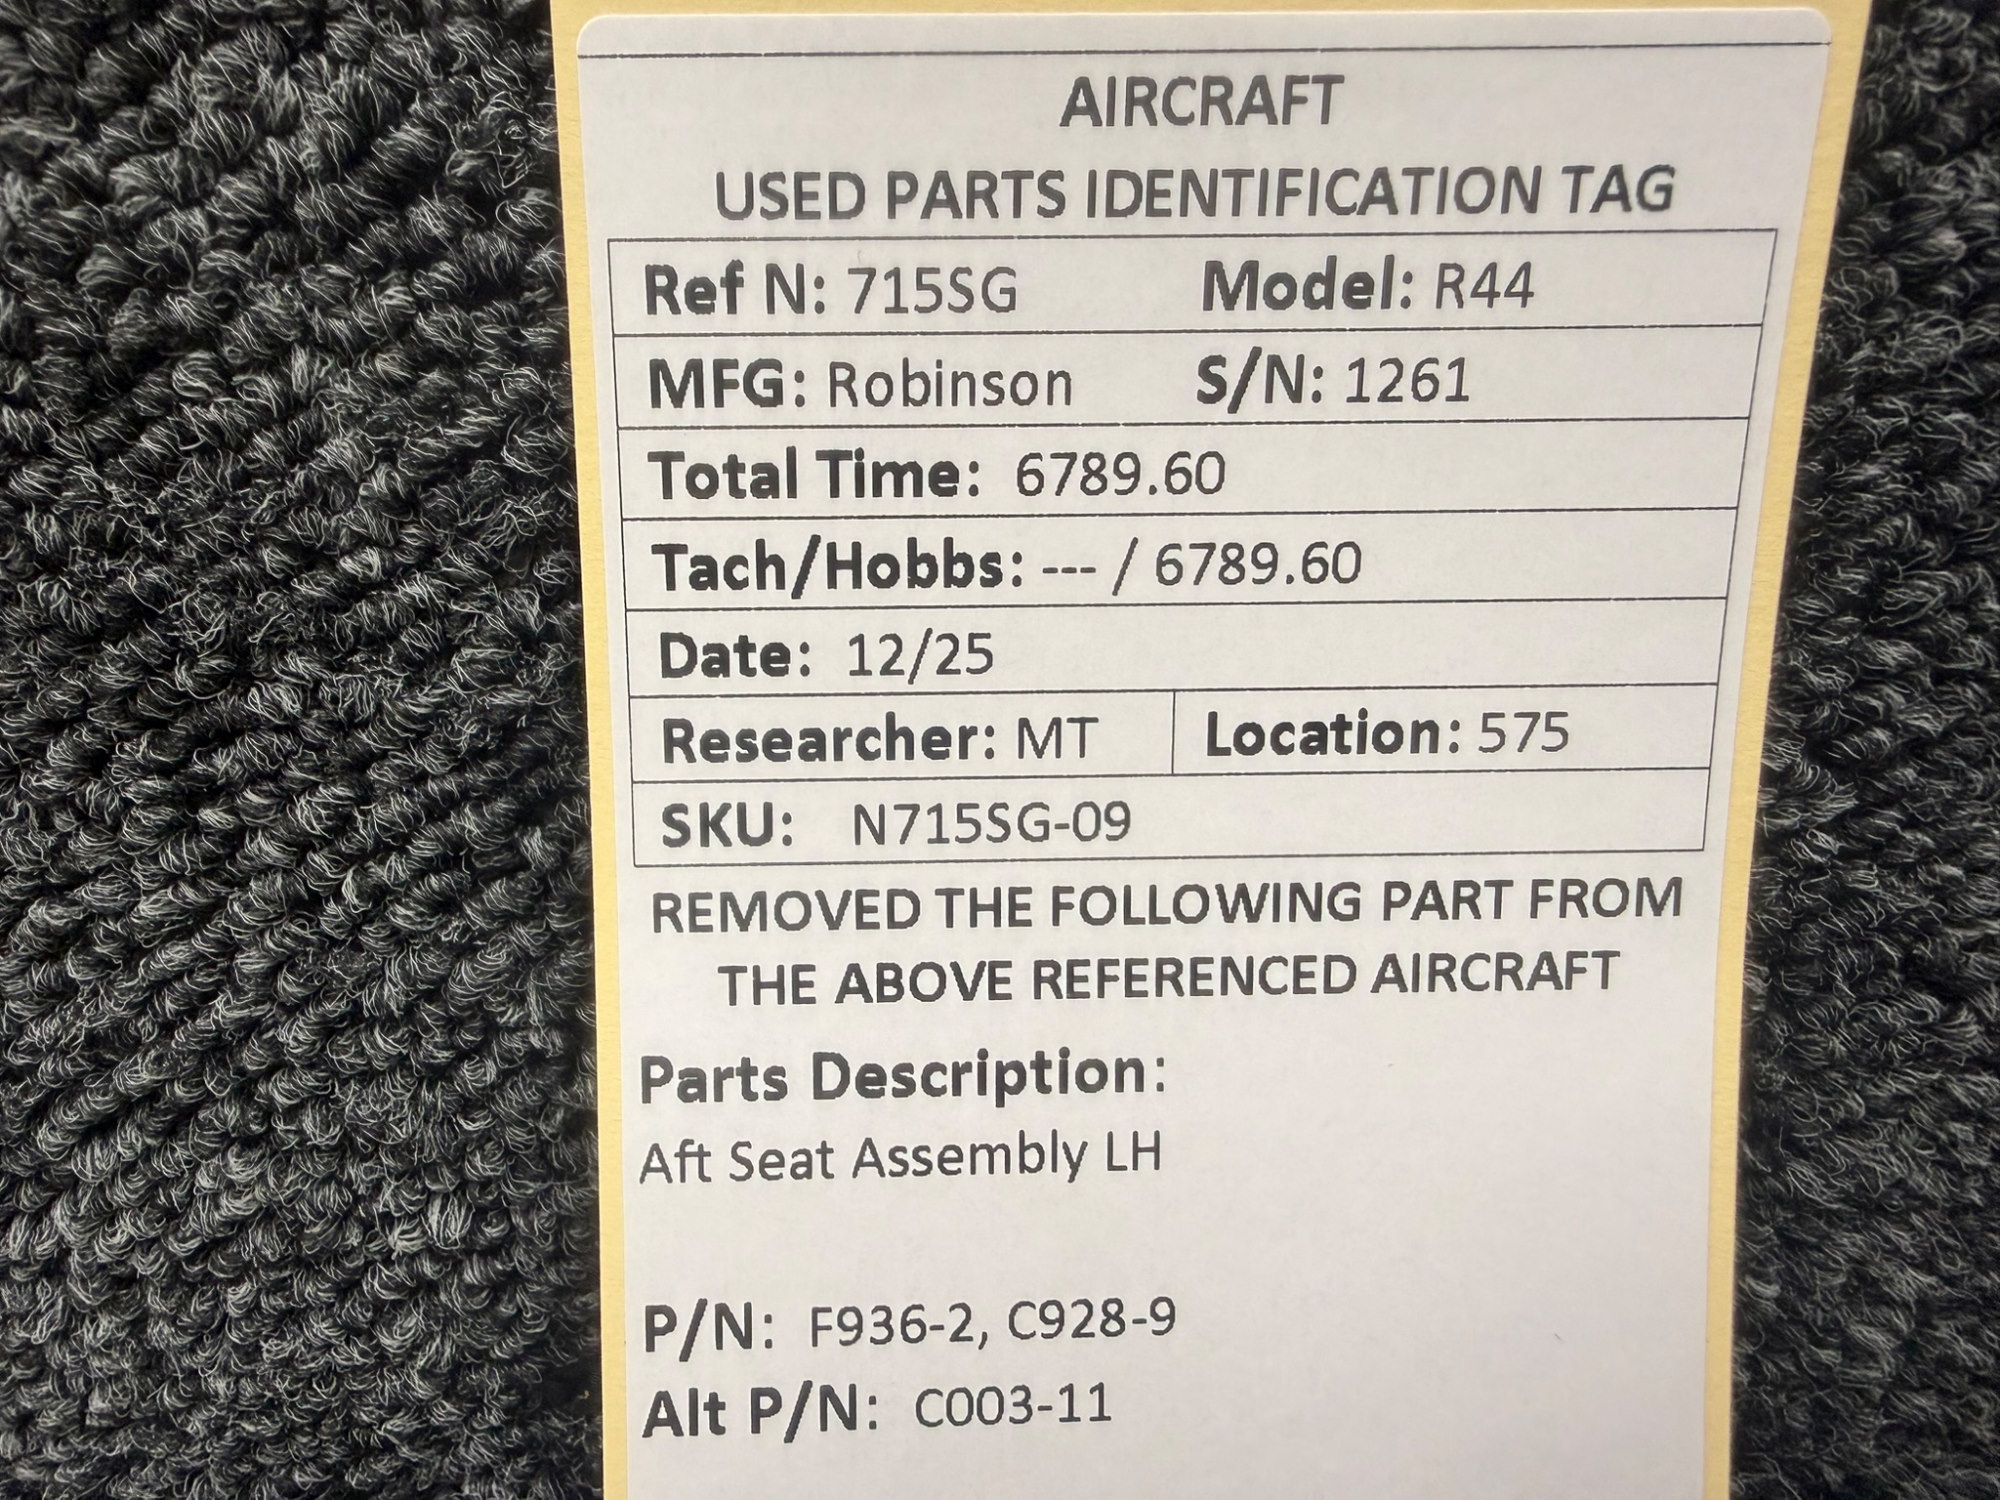 AIRCRAFT
USED PARTS IDENTIFICATION TAG
Ref N: 715SG Model: R44
MFG: Robinson S/N: 1261
Total Time: 6789.60
Tach/Hobbs: --- / 6789.60
Date: 12/25
Researcher: MT Location: 575
SKU: N715SG-09
REMOVED THE FOLLOWING PART FROM
THE ABOVE REFERENCED AIRCRAFT
Parts Description:
Aft Seat Assembly LH
P/N: F936-2, C928-9
Alt P/N: C003-11